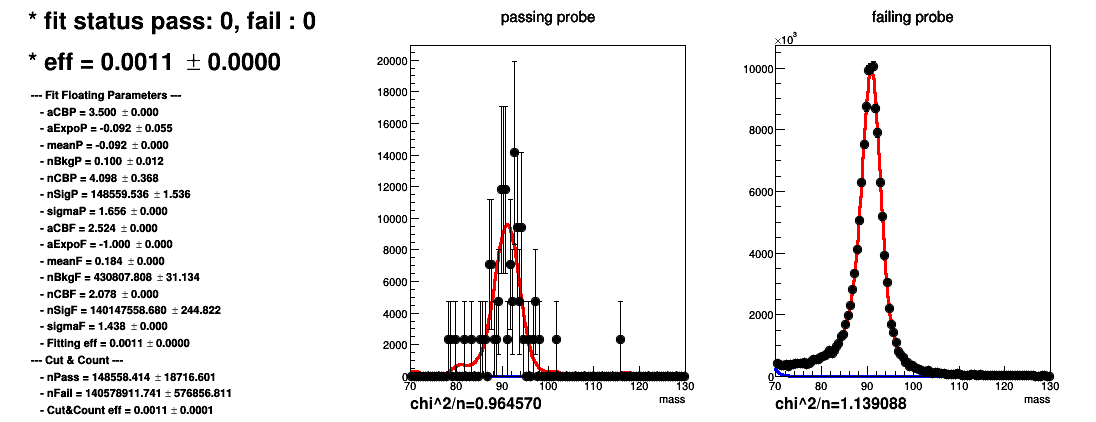 * fit status pass: 0, fail : 0
* eff = 0.0011 ± 0.0000
--- Fit Floating Parameters ---
- aCBP = 3.500 ± 0.000
- aExpoP = -0.092 ± 0.055
- meanP = -0.092 ± 0.000
- nBkgP = 0.100 ± 0.012
- nCBP = 4.098 ± 0.368
- nSigP = 148559.536 ± 1.536
- sigmaP = 1.656 ± 0.000
- aCBF = 2.524 ± 0.000
- aExpoF = -1.000 ± 0.000
- meanF = 0.184 ± 0.000
- nBkgF = 430807.808 ± 31.134
- nCBF = 2.078 ± 0.000
- nSigF = 140147558.680 ± 244.822
- sigmaF = 1.438 ± 0.000
- Fitting eff = 0.0011 ± 0.0000
--- Cut & Count ---
- nPass = 148558.414 ± 18716.601
- nFail = 140578911.741 ± 576856.811
- Cut&Count eff = 0.0011 ± 0.0001
passing probe
20000
18000
16000
14000
12000
10000
8000
6000
4000
2000
0
70 80 90 100 110 120 130
mass
chi^2/n=0.964570
failing probe
×10³
10000
8000
6000
4000
2000
0
70 80 90 100 110 120 130
mass
chi^2/n=1.139088